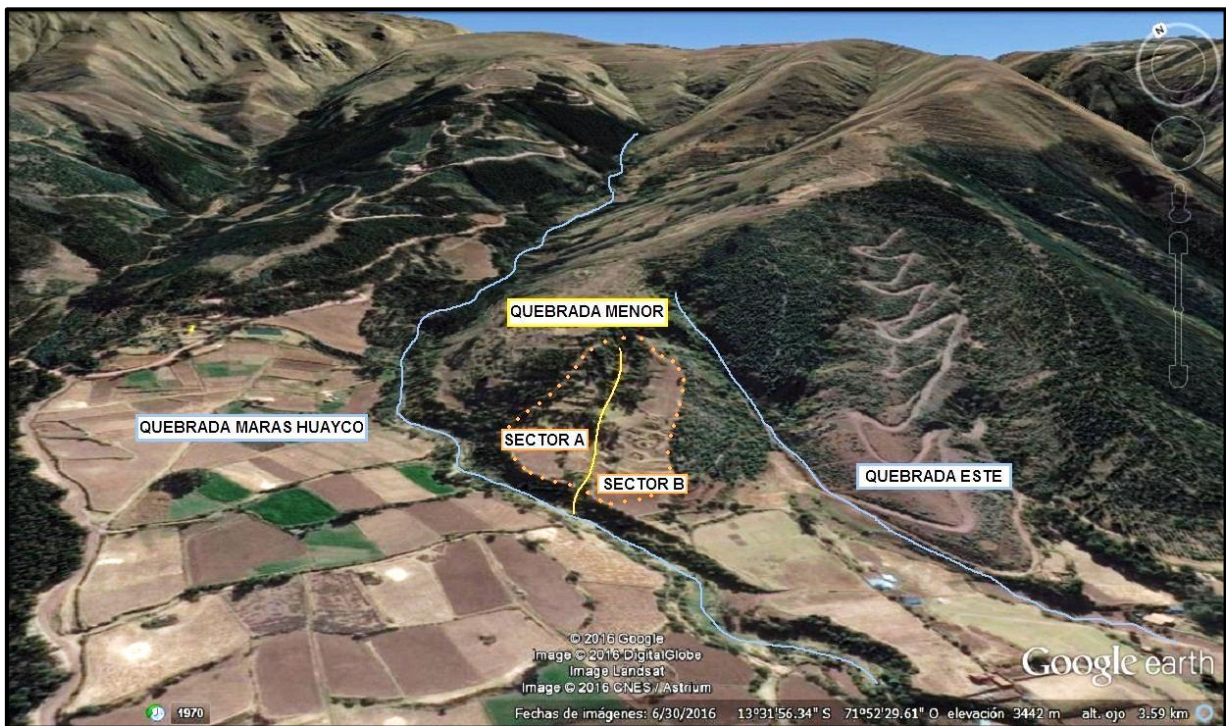 N
QUEBRADA MENOR
QUEBRADA MARAS HUAYCO
SECTOR A
SECTOR B
QUEBRADA ESTE
© 2016 Google
Image © 2016 DigitalGlobe
Image Landsat
Image © 2016 CNES / Astrium
Google earth
1970
Fechas de imágenes: 6/30/2016 13°31'56.34" S 71°52'29.61" O elevación 3442 m alt. ojo 3.59 km